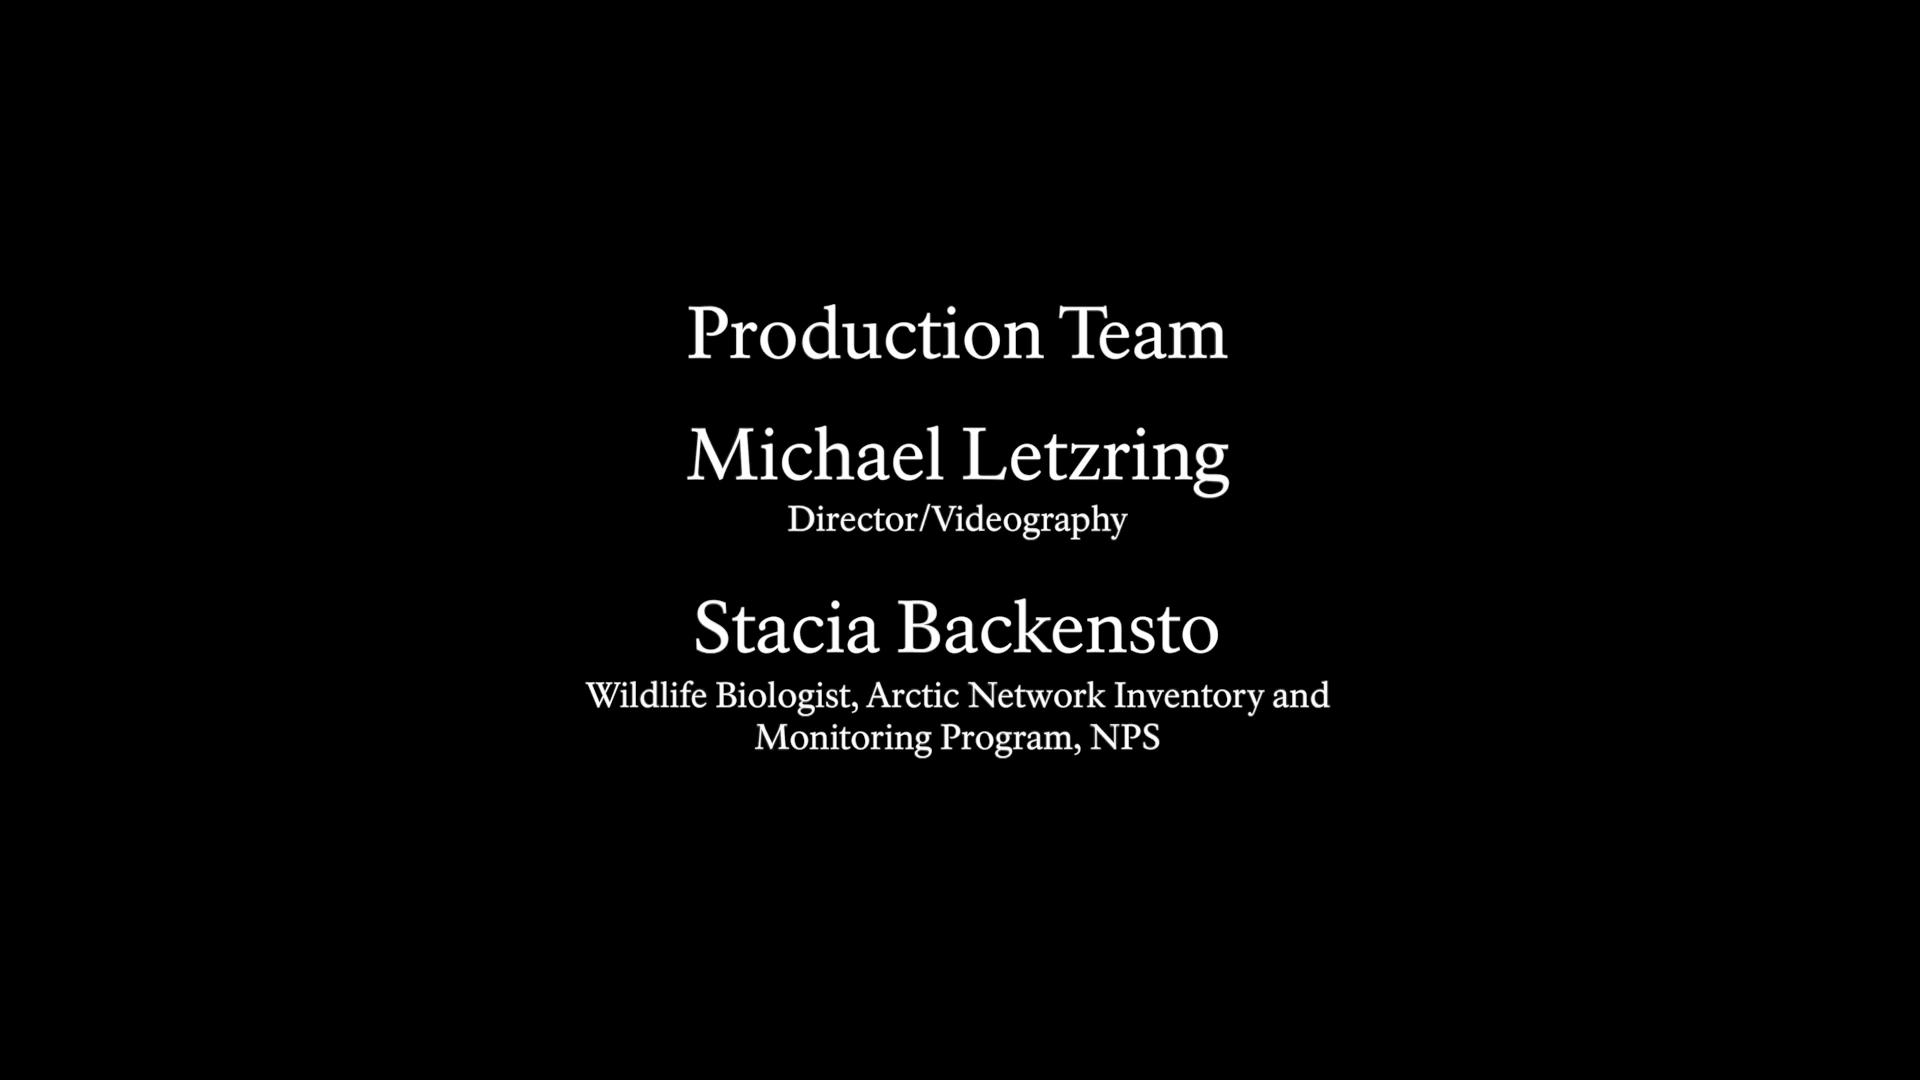 Production Team
Michael Letzring
Director/Videography
Stacia Backensto
Wildlife Biologist, Arctic Network Inventory and
Monitoring Program, NPS